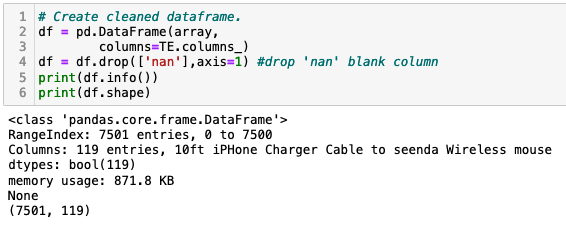 1 # Create cleaned dataframe.
2 df = pd.DataFrame(array,
3         columns=TE.columns_)
4 df = df.drop(['nan'],axis=1) #drop 'nan' blank column
5 print(df.info())
6 print(df.shape)
<class 'pandas.core.frame.DataFrame'>
RangeIndex: 7501 entries, 0 to 7500
Columns: 119 entries, 10ft iPHone Charger Cable to seenda Wireless mouse
dtypes: bool(119)
memory usage: 871.8 KB
None
(7501, 119)